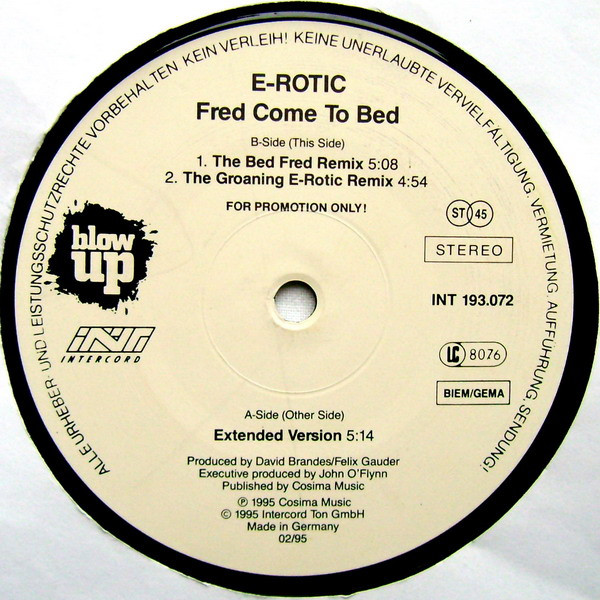 ALLE URHEBER- UND LEISTUNGSSCHUTZRECHTE VORBEHALTEN KEIN VERLEIH! KEINE UNERLAUBTE VERVIELFÄLTIGUNG, VERMIETUNG, AUFFÜHRUNG, SENDUNG!
E-ROTIC
Fred Come To Bed
B-Side (This Side)
1. The Bed Fred Remix 5:08
2. The Groaning E-Rotic Remix 4:54
FOR PROMOTION ONLY!
blow
up
ST 45
STEREO
INT 193.072
INT
INTERCORD
LC 8076
BIEM/GEMA
A-Side (Other Side)
Extended Version 5:14
Produced by David Brandes/Felix Gauder
Executive produced by John O'Flynn
Published by Cosima Music
℗ 1995 Cosima Music
© 1995 Intercord Ton GmbH
Made in Germany
02/95